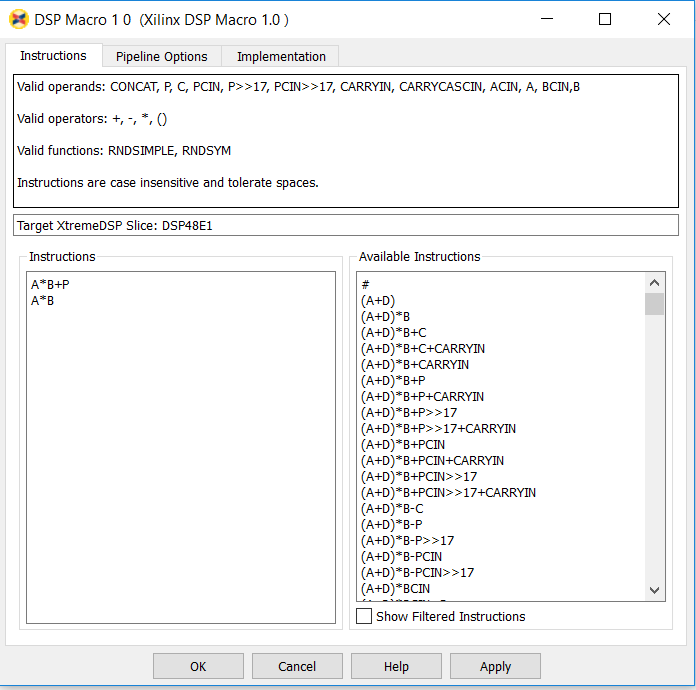 DSP Macro 1 0 (Xilinx DSP Macro 1.0 )
Instructions Pipeline Options Implementation
Valid operands: CONCAT, P, C, PCIN, P>>17, PCIN>>17, CARRYIN, CARRYCASCIN, ACIN, A, BCIN,B
Valid operators: +, -, *, ()
Valid functions: RNDSIMPLE, RNDSYM
Instructions are case insensitive and tolerate spaces.
Target XtremeDSP Slice: DSP48E1
Instructions
A*B+P
A*B
Available Instructions
#
(A+D)
(A+D)*B
(A+D)*B+C
(A+D)*B+C+CARRYIN
(A+D)*B+CARRYIN
(A+D)*B+P
(A+D)*B+P+CARRYIN
(A+D)*B+P>>17
(A+D)*B+P>>17+CARRYIN
(A+D)*B+PCIN
(A+D)*B+PCIN+CARRYIN
(A+D)*B+PCIN>>17
(A+D)*B+PCIN>>17+CARRYIN
(A+D)*B-C
(A+D)*B-P
(A+D)*B-P>>17
(A+D)*B-PCIN
(A+D)*B-PCIN>>17
(A+D)*BCIN
Show Filtered Instructions
OK Cancel Help Apply